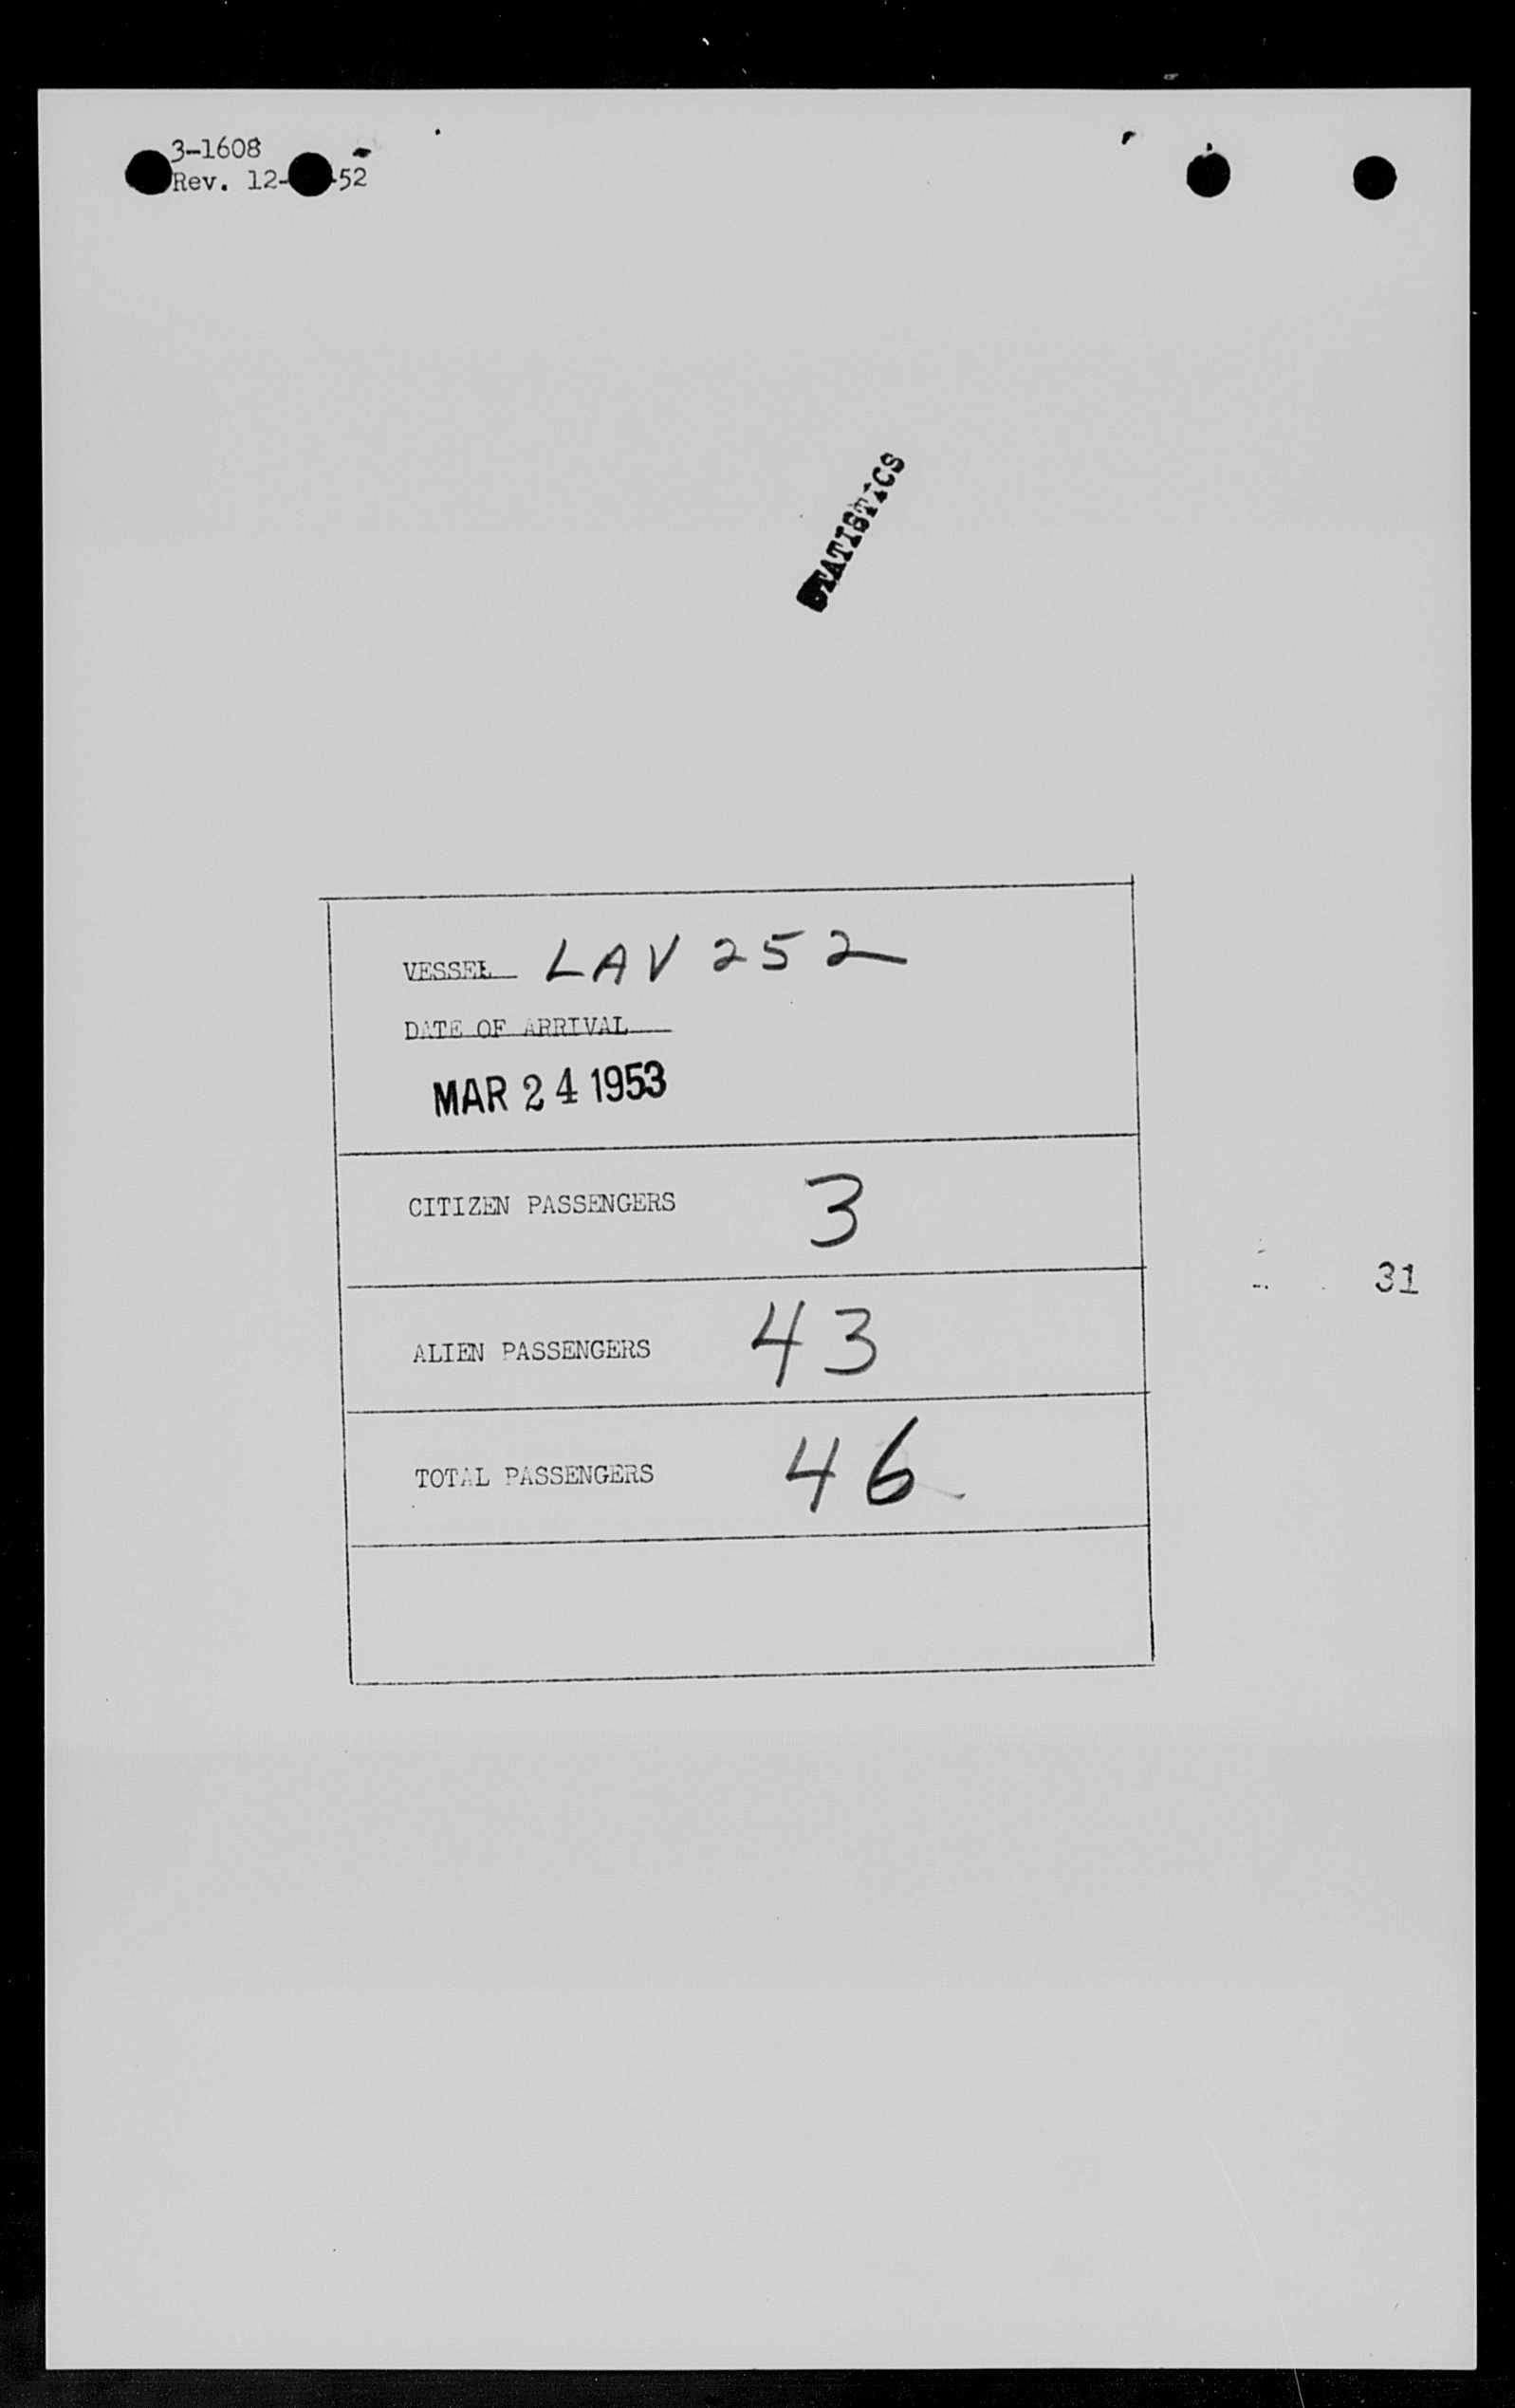 3-1608
Rev. 12- -52
STATISTICS
VESSEL LAV 252
DATE OF ARRIVAL
MAR 24 1953
CITIZEN PASSENGERS 3
31
ALIEN PASSENGERS 43
TOTAL PASSENGERS 46